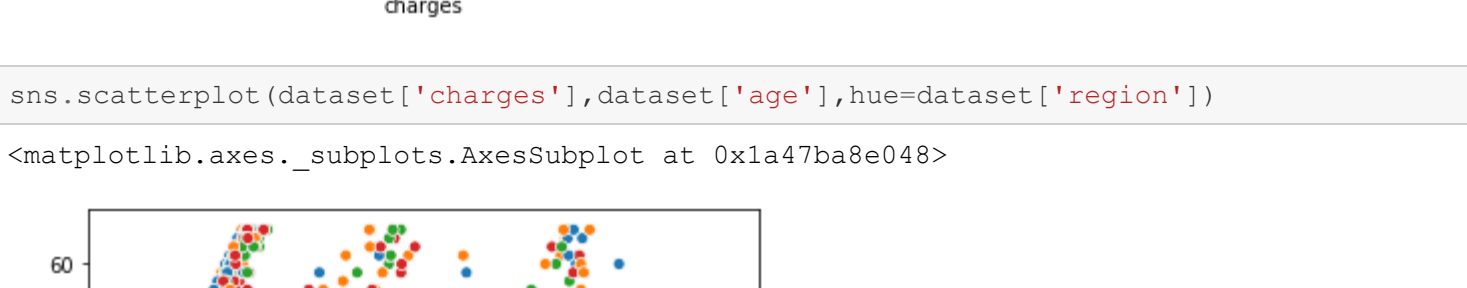 charges
sns.scatterplot(dataset['charges'],dataset['age'],hue=dataset['region'])
<matplotlib.axes._subplots.AxesSubplot at 0x1a47ba8e048>
60